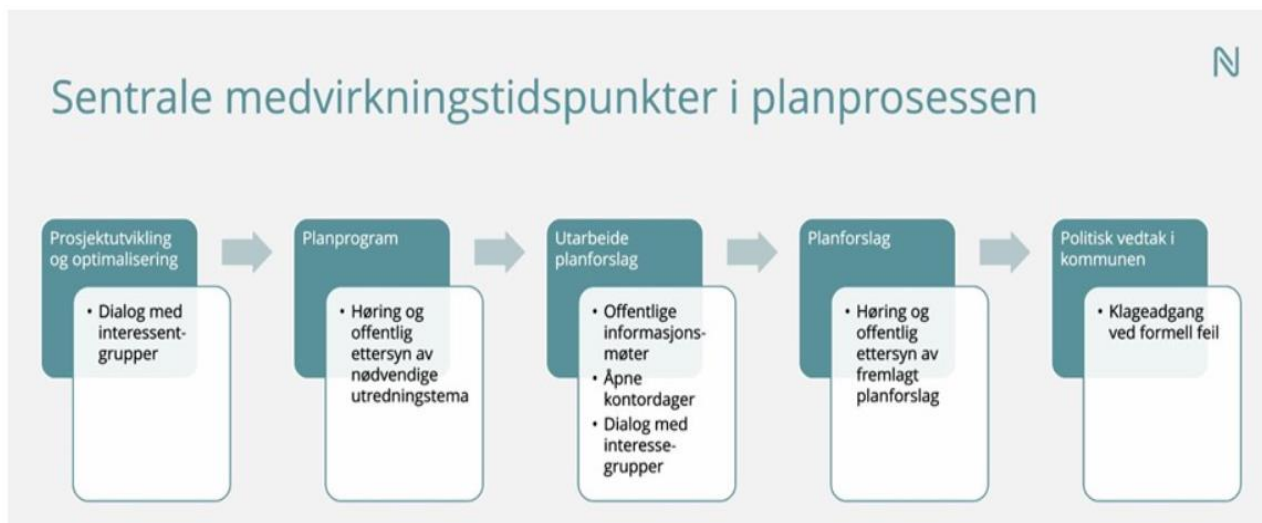 Sentrale medvirkningstidspunkter i planprosessen
Prosjektutvikling
og optimalisering
• Dialog med
interessent-
grupper
Planprogram
• Høring og
offentlig
ettersyn av
nødvendige
utredningstema
Utarbeide
planforslag
• Offentlige
informasjons-
møter
• Åpne
kontordager
• Dialog med
interesse-
grupper
Planforslag
• Høring og
offentlig
ettersyn av
fremlagt
planforslag
Politisk vedtak i
kommunen
• Klageadgang
ved formell feil